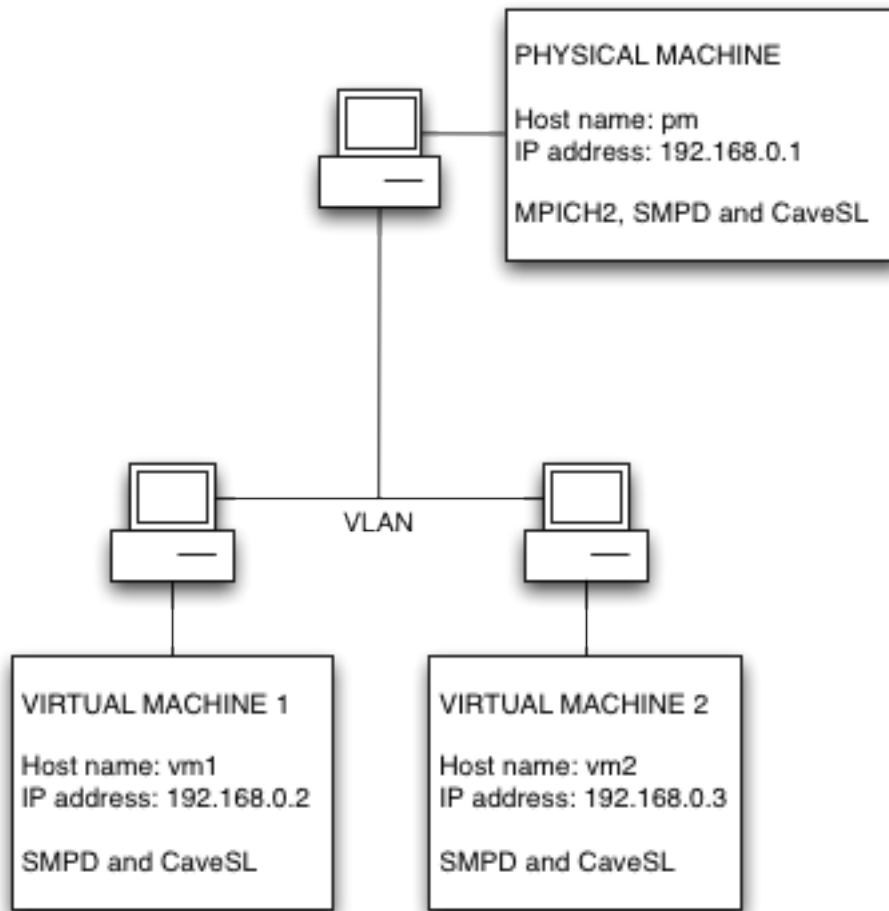 PHYSICAL MACHINE
Host name: pm
IP address: 192.168.0.1
MPICH2, SMPD and CaveSL
VLAN
VIRTUAL MACHINE 1
Host name: vm1
IP address: 192.168.0.2
SMPD and CaveSL
VIRTUAL MACHINE 2
Host name: vm2
IP address: 192.168.0.3
SMPD and CaveSL